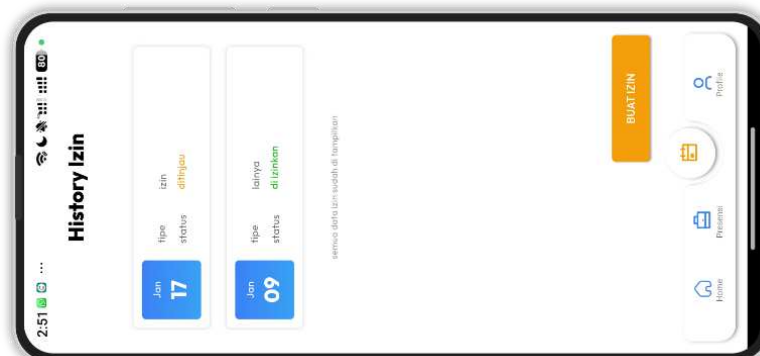 2:51 ... 80
History Izin
Jan
17
tipe izin
status ditinjau
Jan
09
tipe lainya
status di izinkan
semua data izin sudah di tampilkan
BUAT IZIN
Home Presensi Profile